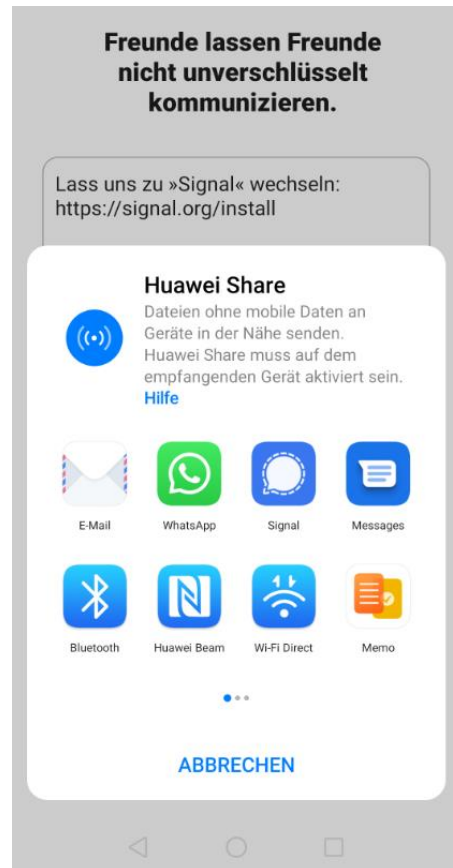 Freunde lassen Freunde
nicht unverschlüsselt
kommunizieren.
Lass uns zu »Signal« wechseln:
https://signal.org/install
Huawei Share
Dateien ohne mobile Daten an
Geräte in der Nähe senden.
Huawei Share muss auf dem
empfangenden Gerät aktiviert sein.
Hilfe
E-Mail
WhatsApp
Signal
Messages
Bluetooth
Huawei Beam
Wi-Fi Direct
Memo
ABBRECHEN